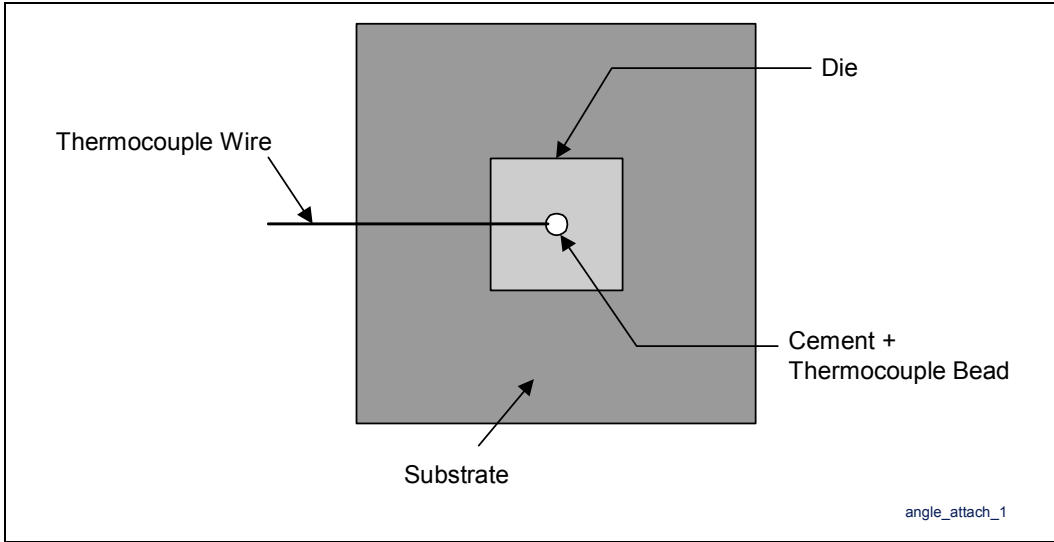 Die
Thermocouple Wire
Cement +
Thermocouple Bead
Substrate
angle_attach_1